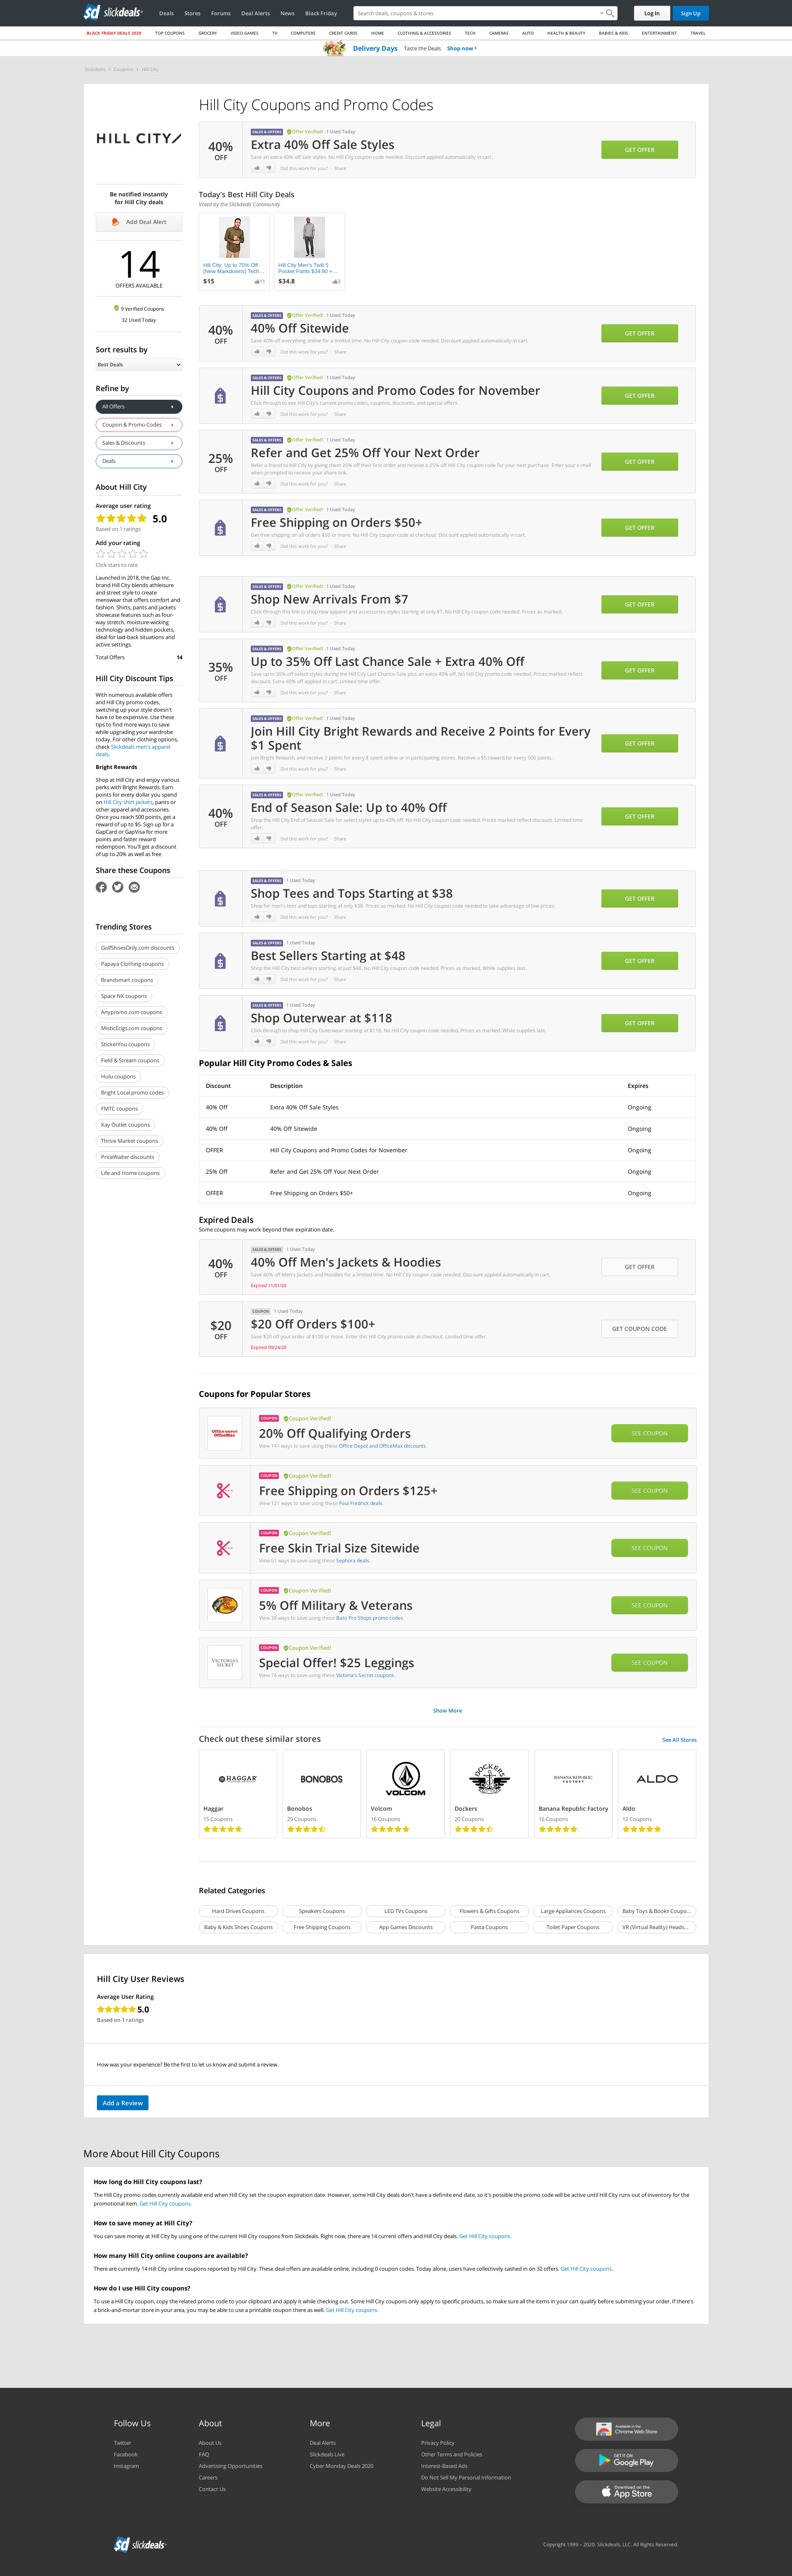 slickdeals
Deals Stores Forums Deal Alerts News Black Friday
Search deals, coupons & stores
Log In Sign Up
BLACK FRIDAY DEALS 2020 TOP COUPONS GROCERY VIDEO GAMES TV COMPUTERS CREDIT CARDS HOME CLOTHING & ACCESSORIES TECH CAMERAS AUTO HEALTH & BEAUTY BABIES & KIDS ENTERTAINMENT TRAVEL
Delivery Days Taste the Deals Shop now
Slickdeals Coupons Hill City
HILL CITY
Be notified instantly
for Hill City deals
Add Deal Alert
14
OFFERS AVAILABLE
9 Verified Coupons
32 Used Today
Sort results by
Best Deals
Refine by
All Offers
Coupon & Promo Codes
Sales & Discounts
Deals
About Hill City
Average user rating
5.0
Based on 1 ratings
Add your rating
Click stars to rate
Launched in 2018, the Gap Inc.
brand Hill City blends athleisure
and street style to create
menswear that offers comfort and
fashion. Shirts, pants and jackets
showcase features such as four-
way stretch, moisture-wicking
technology and hidden pockets,
ideal for laid-back situations and
active settings.
Total Offers 14
Hill City Discount Tips
With numerous available offers
and Hill City promo codes,
switching up your style doesn't
have to be expensive. Use these
tips to find more ways to save
while upgrading your wardrobe
today. For other clothing options,
check Slickdeals men's apparel
deals.
Bright Rewards
Shop at Hill City and enjoy various
perks with Bright Rewards. Earn
points for every dollar you spend
on Hill City shirt jackets, pants or
other apparel and accessories.
Once you reach 500 points, get a
reward of up to $5. Sign up for a
GapCard or GapVisa for more
points and faster reward
redemption. You'll get a discount
of up to 20% as well as free
Share these Coupons
Trending Stores
GolfShoesOnly.com discounts
Papaya Clothing coupons
Brandsmart coupons
Space NK coupons
Anypromo.com coupons
MisticEcigs.com coupons
StickerYou coupons
Field & Stream coupons
Hulu coupons
Bright Local promo codes
FMTC coupons
Kay Outlet coupons
Thrive Market coupons
PriceWaiter discounts
Life and Home coupons
Hill City Coupons and Promo Codes
40% OFF
SALES & OFFERS Offer Verified! 1 Used Today
Extra 40% Off Sale Styles
Save an extra 40% off sale styles. No Hill City coupon code needed. Discount applied automatically in cart.
Did this work for you? - Share
GET OFFER
Today's Best Hill City Deals
Voted by the Slickdeals Community
Hill City: Up to 70% Off
(New Markdowns) Tech...
$15 11
Hill City Men's Twill 5
Pocket Pants $34.80 +...
$34.8 3
40% OFF
SALES & OFFERS Offer Verified! 1 Used Today
40% Off Sitewide
Save 40% off everything online for a limited time. No Hill City coupon code needed. Discount applied automatically in cart.
Did this work for you? - Share
GET OFFER
SALES & OFFERS Offer Verified! 1 Used Today
Hill City Coupons and Promo Codes for November
Click through to see Hill City's current promo codes, coupons, discounts, and special offers.
Did this work for you? - Share
GET OFFER
25% OFF
SALES & OFFERS Offer Verified! 1 Used Today
Refer and Get 25% Off Your Next Order
Refer a friend to Hill City by giving them 25% off their first order and receive a 25% off Hill City coupon code for your next purchase. Enter your e-mail
when prompted to receive your share link.
Did this work for you? - Share
GET OFFER
SALES & OFFERS Offer Verified! 1 Used Today
Free Shipping on Orders $50+
Get free shipping on all orders $50 or more. No Hill City coupon code at checkout. Discount applied automatically in cart.
Did this work for you? - Share
GET OFFER
SALES & OFFERS Offer Verified! 1 Used Today
Shop New Arrivals From $7
Click through this link to shop new apparel and accessories styles starting at only $7. No Hill City coupon code needed. Prices as marked.
Did this work for you? - Share
GET OFFER
35% OFF
SALES & OFFERS Offer Verified! 1 Used Today
Up to 35% Off Last Chance Sale + Extra 40% Off
Save up to 35% off select styles during the Hill City Last Chance Sale plus an extra 40% off. No Hill City promo code needed. Prices marked reflect
discount. Extra 40% off applied in cart. Limited time offer.
Did this work for you? - Share
GET OFFER
SALES & OFFERS Offer Verified! 1 Used Today
Join Hill City Bright Rewards and Receive 2 Points for Every
$1 Spent
Join Bright Rewards and receive 2 points for every $ spent online or in participating stores. Receive a $5 reward for every 500 points.
Did this work for you? - Share
GET OFFER
40% OFF
SALES & OFFERS Offer Verified! 1 Used Today
End of Season Sale: Up to 40% Off
Shop the Hill City End of Season Sale for select styles up to 40% off. No Hill City coupon code needed. Prices marked reflect discount. Limited time
offer.
Did this work for you? - Share
GET OFFER
SALES & OFFERS 1 Used Today
Shop Tees and Tops Starting at $38
Shop for men's tees and tops starting at only $38. Prices as marked. No Hill City coupon code needed to take advantage of low prices.
Did this work for you? - Share
GET OFFER
SALES & OFFERS 1 Used Today
Best Sellers Starting at $48
Shop the Hill City best sellers starting at just $48. No Hill City coupon code needed. Prices as marked. While supplies last.
Did this work for you? - Share
GET OFFER
SALES & OFFERS 1 Used Today
Shop Outerwear at $118
Click through to shop Hill City Outerwear starting at $118. No Hill City coupon code needed. Prices as marked. While supplies last.
Did this work for you? - Share
GET OFFER
Popular Hill City Promo Codes & Sales
Discount Description Expires
40% Off Extra 40% Off Sale Styles Ongoing
40% Off 40% Off Sitewide Ongoing
OFFER Hill City Coupons and Promo Codes for November Ongoing
25% Off Refer and Get 25% Off Your Next Order Ongoing
OFFER Free Shipping on Orders $50+ Ongoing
Expired Deals
Some coupons may work beyond their expiration date.
40% OFF
SALES & OFFERS 1 Used Today
40% Off Men's Jackets & Hoodies
Save 40% off Men's Jackets and Hoodies for a limited time. No Hill City coupon code needed. Discount applied automatically in cart.
Expired 11/01/20
GET OFFER
$20 OFF
COUPON 1 Used Today
$20 Off Orders $100+
Save $20 off your order of $100 or more. Enter this Hill City promo code at checkout. Limited time offer.
Expired 09/24/20
GET COUPON CODE
Coupons for Popular Stores
Office DEPOT OfficeMax
COUPON Coupon Verified!
20% Off Qualifying Orders
View 141 ways to save using these Office Depot and OfficeMax discounts.
SEE COUPON
COUPON Coupon Verified!
Free Shipping on Orders $125+
View 121 ways to save using these Paul Fredrick deals.
SEE COUPON
COUPON Coupon Verified!
Free Skin Trial Size Sitewide
View 61 ways to save using these Sephora deals.
SEE COUPON
COUPON Coupon Verified!
5% Off Military & Veterans
View 38 ways to save using these Bass Pro Shops promo codes.
SEE COUPON
VICTORIA'S SECRET
COUPON Coupon Verified!
Special Offer! $25 Leggings
View 74 ways to save using these Victoria's Secret coupons.
SEE COUPON
Show More
Check out these similar stores See All Stores
HAGGAR BONOBOS VOLCOM DOCKERS BANANA REPUBLIC FACTORY ALDO
Haggar Bonobos Volcom Dockers Banana Republic Factory Aldo
15 Coupons 29 Coupons 16 Coupons 20 Coupons 16 Coupons 12 Coupons
Related Categories
Hard Drives Coupons Speakers Coupons LED TVs Coupons Flowers & Gifts Coupons Large Appliances Coupons Baby Toys & Books Coupo...
Baby & Kids Shoes Coupons Free Shipping Coupons App Games Discounts Pasta Coupons Toilet Paper Coupons VR (Virtual Reality) Heads...
Hill City User Reviews
Average User Rating
5.0
Based on 1 ratings
How was your experience? Be the first to let us know and submit a review.
Add a Review
More About Hill City Coupons
How long do Hill City coupons last?
The Hill City promo codes currently available end when Hill City set the coupon expiration date. However, some Hill City deals don't have a definite end date, so it's possible the promo code will be active until Hill City runs out of inventory for the
promotional item. Get Hill City coupons.
How to save money at Hill City?
You can save money at Hill City by using one of the current Hill City coupons from Slickdeals. Right now, there are 14 current offers and Hill City deals. Get Hill City coupons.
How many Hill City online coupons are available?
There are currently 14 Hill City online coupons reported by Hill City. These deal offers are available online, including 0 coupon codes. Today alone, users have collectively cashed in on 32 offers. Get Hill City coupons.
How do I use Hill City coupons?
To use a Hill City coupon, copy the related promo code to your clipboard and apply it while checking out. Some Hill City coupons only apply to specific products, so make sure all the items in your cart qualify before submitting your order. If there's
a brick-and-mortar store in your area, you may be able to use a printable coupon there as well. Get Hill City coupons.
Follow Us
Twitter
Facebook
Instagram
About
About Us
FAQ
Advertising Opportunities
Careers
Contact Us
More
Deal Alerts
Slickdeals Live
Cyber Monday Deals 2020
Legal
Privacy Policy
Other Terms and Policies
Interest-Based Ads
Do Not Sell My Personal Information
Website Accessibility
Available in the
Chrome Web Store
GET IT ON
Google Play
Download on the
App Store
slickdeals
Copyright 1999 – 2020. Slickdeals, LLC. All Rights Reserved.